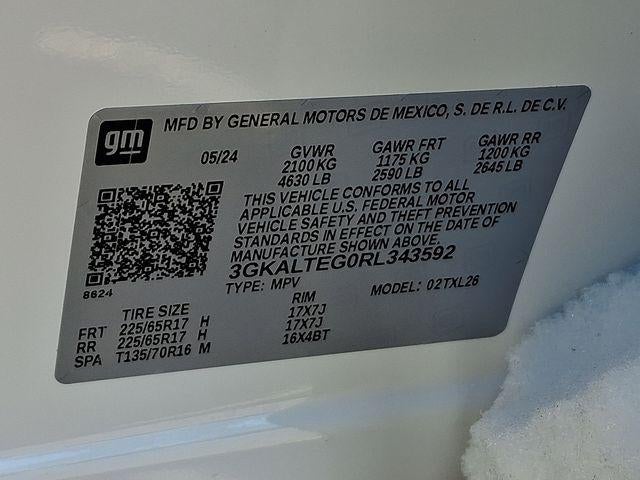 gm
MFD BY GENERAL MOTORS DE MEXICO, S. DE R.L. DE C.V.
05/24 GVWR GAWR FRT GAWR RR
2100 KG 1175 KG 1200 KG
4630 LB 2590 LB 2645 LB
THIS VEHICLE CONFORMS TO ALL
APPLICABLE U.S. FEDERAL MOTOR
VEHICLE SAFETY AND THEFT PREVENTION
STANDARDS IN EFFECT ON THE DATE OF
MANUFACTURE SHOWN ABOVE.
3GKALTEG0RL343592
8624
TYPE: MPV MODEL: 02TXL26
TIRE SIZE RIM
FRT 225/65R17 H 17X7J
RR 225/65R17 H 17X7J
SPA T135/70R16 M 16X4BT